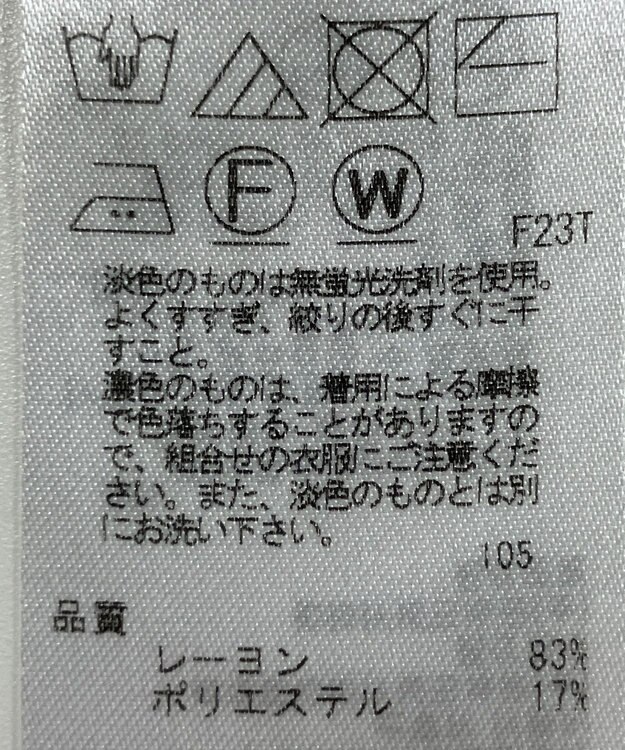 F W
F23T
淡色のものは無蛍光洗剤を使用。
よくすすぎ、絞りの後すぐに干
すこと。
濃色のものは、着用による摩擦
で色落ちすることがありますの
で、組合せの衣服にご注意くだ
さい。また、淡色のものとは別
にお洗い下さい。
105
品質
レーヨン 83%
ポリエステル 17%